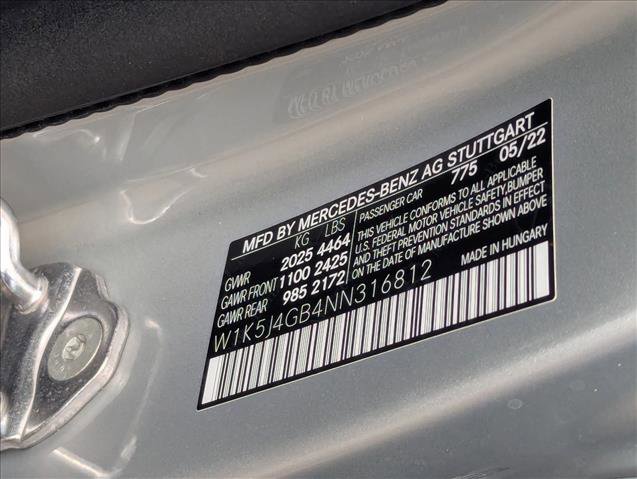 MFD BY MERCEDES-BENZ AG STUTTGART
KG LBS
PASSENGER CAR 775 05/22
GVWR 2025 4464
GAWR FRONT 1100 2425
GAWR REAR 985 2172
THIS VEHICLE CONFORMS TO ALL APPLICABLE
U.S. FEDERAL MOTOR VEHICLE SAFETY, BUMPER
AND THEFT PREVENTION STANDARDS IN EFFECT
ON THE DATE OF MANUFACTURE SHOWN ABOVE
MADE IN HUNGARY
W1K5J4GB4NN316812